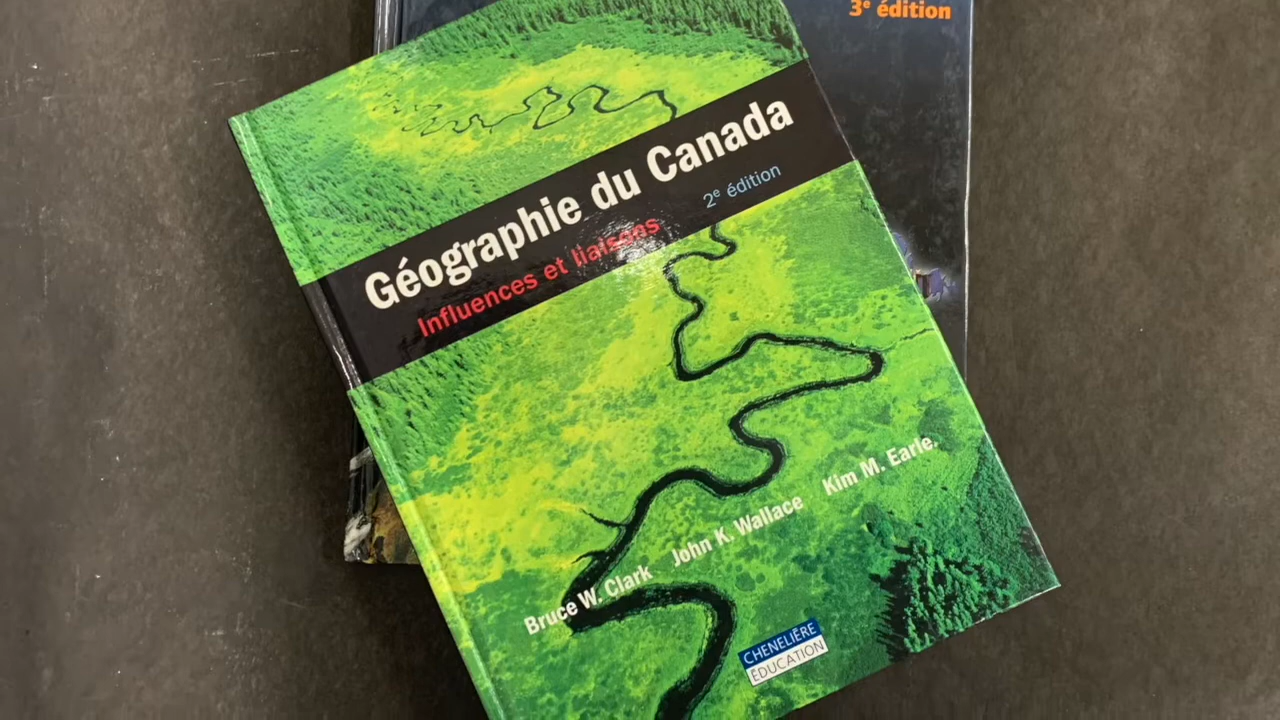 3e édition
Géographie du Canada
Influences et liaisons
2e édition
Bruce W. Clark John K. Wallace Kim M. Earle
CHENELIÈRE
ÉDUCATION